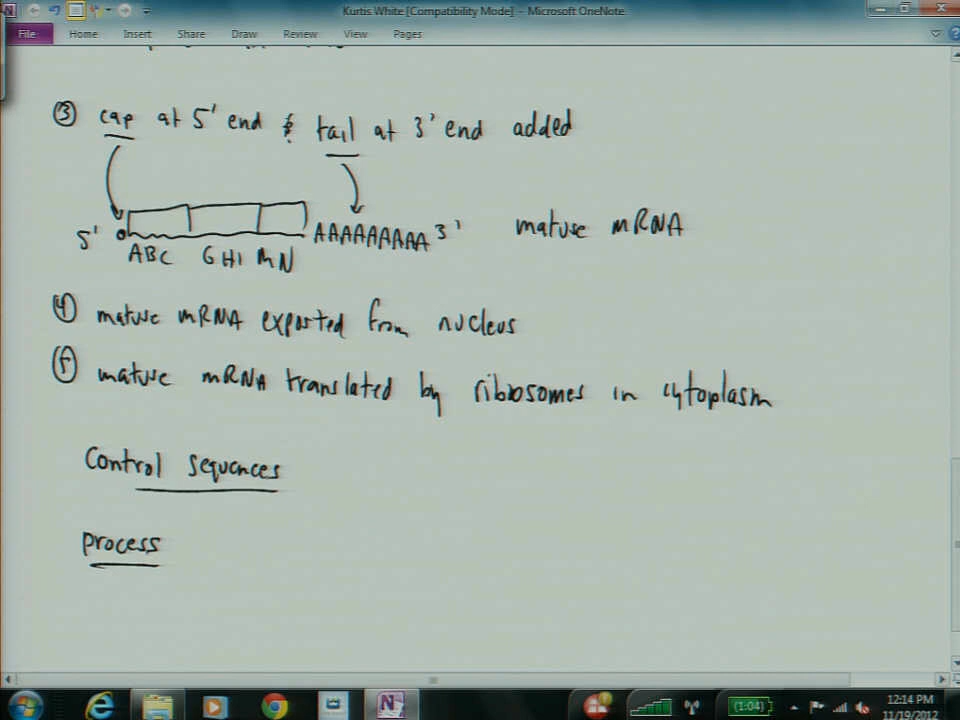 Kurtis White [Compatibility Mode] - Microsoft OneNote
File Home Insert Share Draw Review View Pages
③ cap at 5' end & tail at 3' end added
5' AAAAAAAAA 3' mature mRNA
ABC GHI MN
④ mature mRNA exported from nucleus
⑤ mature mRNA translated by ribosomes in cytoplasm
Control sequences
Process
(1:04)
12:14 PM
11/19/2012